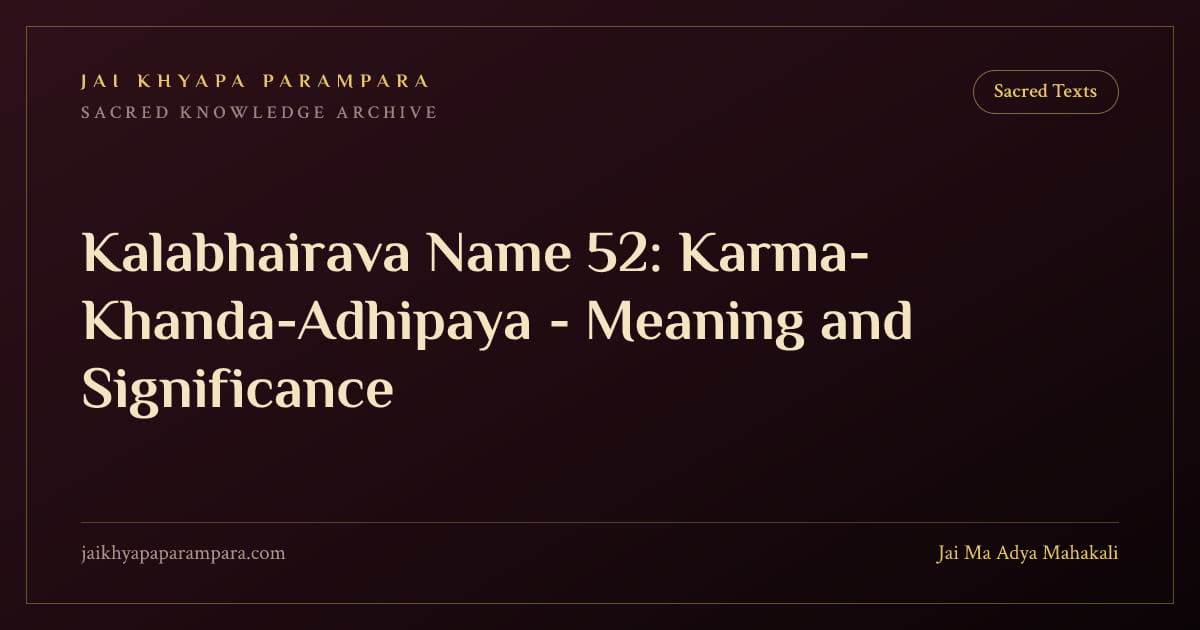 JAI KHYAPA PARAMPARA
SACRED KNOWLEDGE ARCHIVE
Sacred Texts
Kalabhairava Name 52: Karma-
Khanda-Adhipaya - Meaning and
Significance
jaikhyapaparampara.com
Jai Ma Adya Mahakali